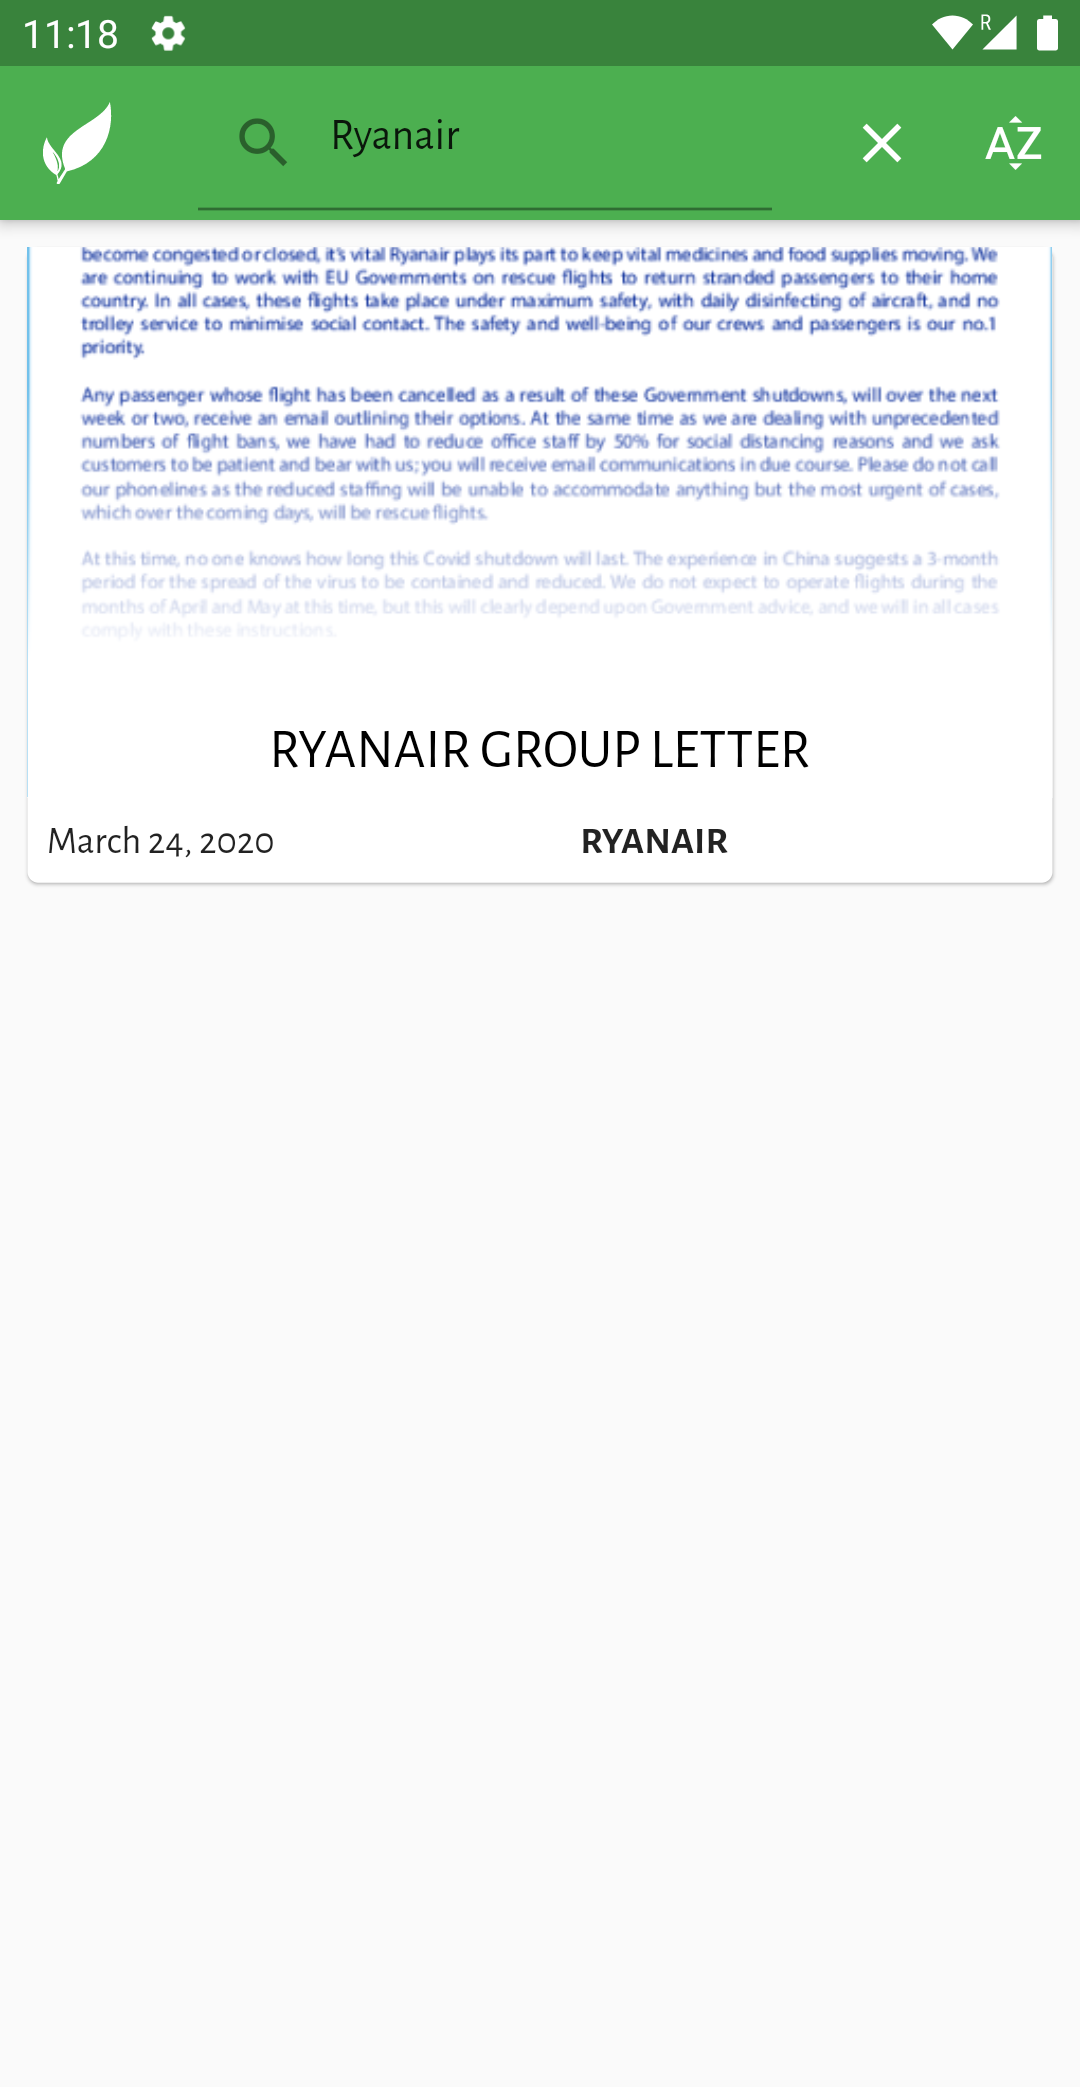 11:18
R
Ryanair
AZ
become congested or closed, it's vital Ryanair plays its part to keep vital medicines and food supplies moving. We
are continuing to work with EU Governments on rescue flights to return stranded passengers to their home
country. In all cases, these flights take place under maximum safety, with daily disinfecting of aircraft, and no
trolley service to minimise social contact. The safety and well-being of our crews and passengers is our no.1
priority.
Any passenger whose flight has been cancelled as a result of these Government shutdowns, will over the next
week or two, receive an email outlining their options. At the same time as we are dealing with unprecedented
numbers of flight bans, we have had to reduce office staff by 50% for social distancing reasons and we ask
customers to be patient and bear with us; you will receive email communications in due course. Please do not call
our phonelines as the reduced staffing will be unable to accommodate anything but the most urgent of cases,
which over the coming days, will be rescue flights.
At this time, no one knows how long this Covid shutdown will last. The experience in China suggests a 3-month
period for the spread of the virus to be contained and reduced. We do not expect to operate flights during the
months of April and May at this time, but this will clearly depend upon Government advice, and we will in all cases
comply with these instructions.
RYANAIR GROUP LETTER
March 24, 2020
RYANAIR